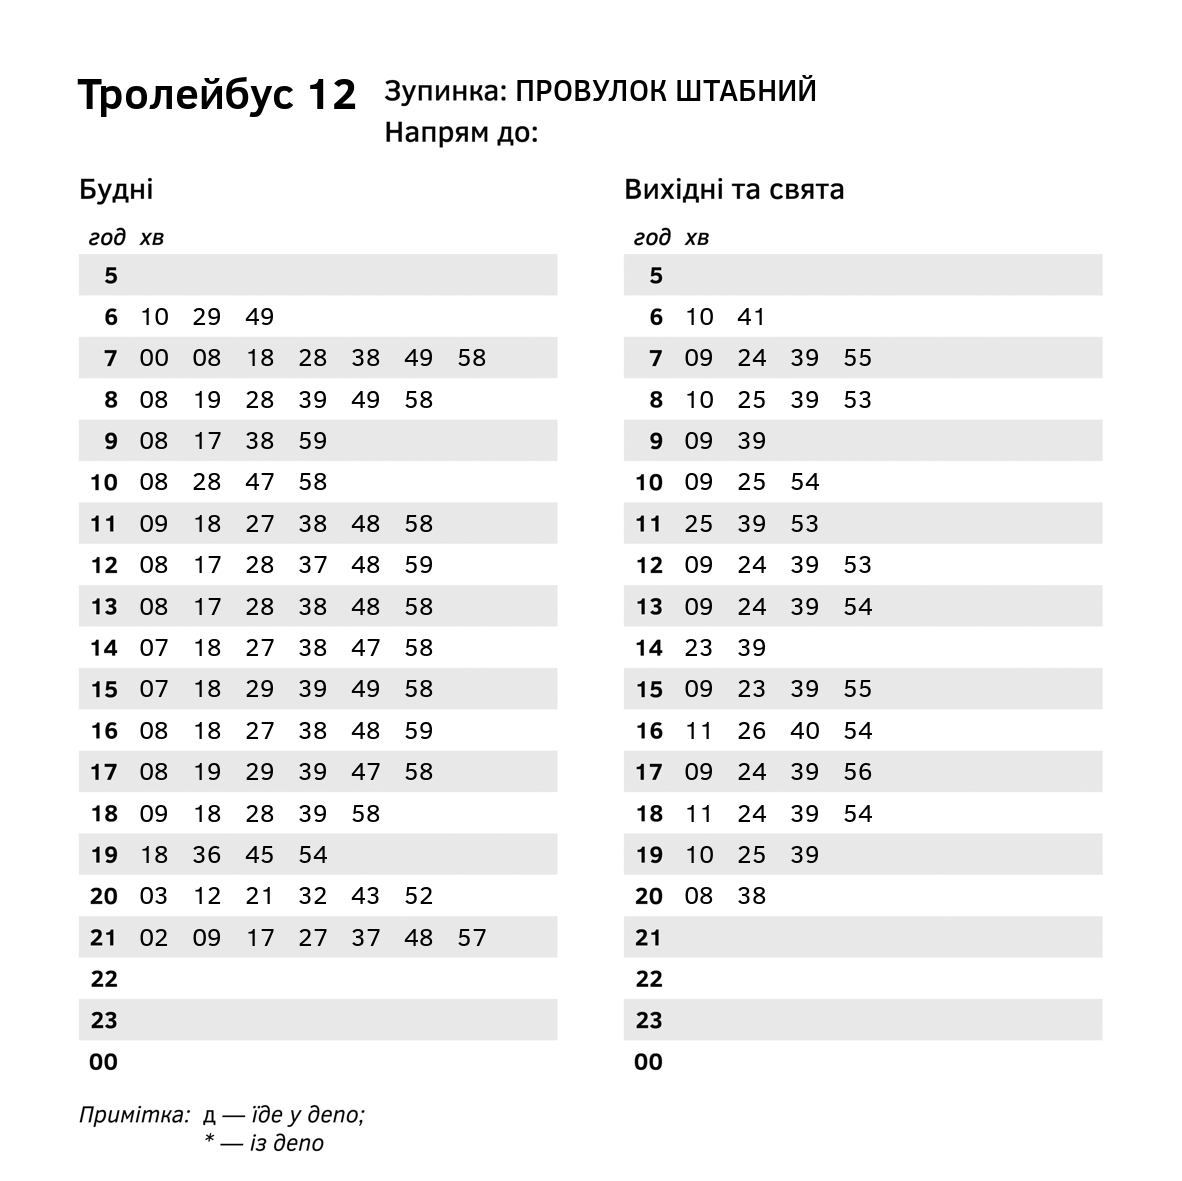 Тролейбус 12
Зупинка: ПРОВУЛОК ШТАБНИЙ
Напрям до:
Будні
год хв
5
6 10 29 49
7 00 08 18 28 38 49 58
8 08 19 28 39 49 58
9 08 17 38 59
10 08 28 47 58
11 09 18 27 38 48 58
12 08 17 28 37 48 59
13 08 17 28 38 48 58
14 07 18 27 38 47 58
15 07 18 29 39 49 58
16 08 18 27 38 48 59
17 08 19 29 39 47 58
18 09 18 28 39 58
19 18 36 45 54
20 03 12 21 32 43 52
21 02 09 17 27 37 48 57
22
23
00
Вихідні та свята
год хв
5
6 10 41
7 09 24 39 55
8 10 25 39 53
9 09 39
10 09 25 54
11 25 39 53
12 09 24 39 53
13 09 24 39 54
14 23 39
15 09 23 39 55
16 11 26 40 54
17 09 24 39 56
18 11 24 39 54
19 10 25 39
20 08 38
21
22
23
00
Примітка: д — їде у депо;
* — із депо